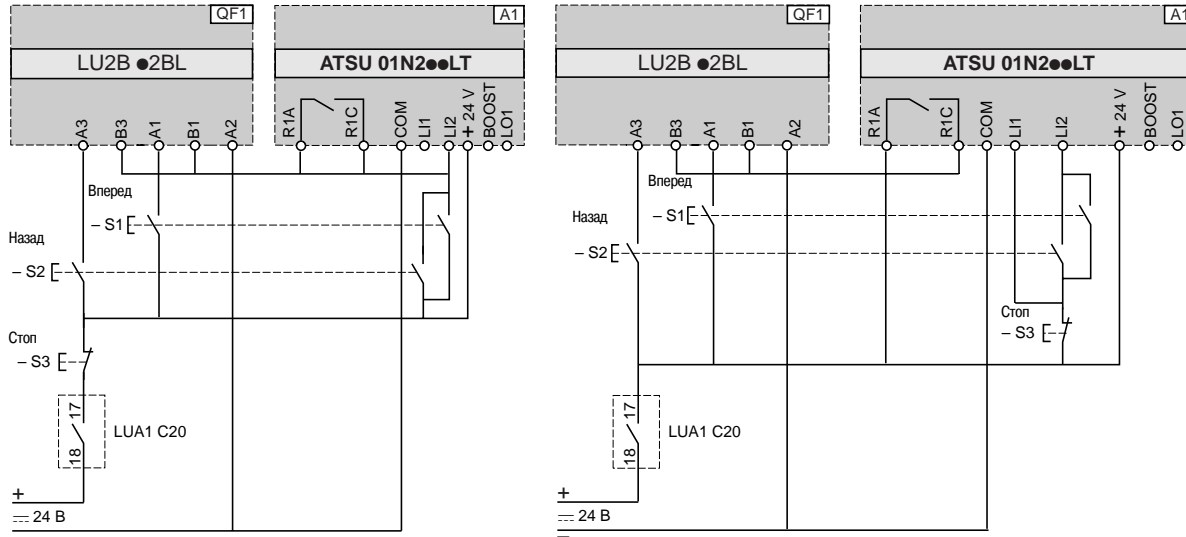 QF1 A1
LU2B ●2BL ATSU 01N2●●LT
A3 B3 A1 B1 A2 R1A R1C COM LI1 LI2 + 24 V BOOST LO1
Вперед
– S1
Назад
– S2
Стоп
– S3
17
LUA1 C20
18
+
24 В
QF1 A1
LU2B ●2BL ATSU 01N2●●LT
A3 B3 A1 B1 A2 R1A R1C COM LI1 LI2 + 24 V BOOST LO1
Вперед
– S1
Назад
– S2
Стоп
– S3
17
LUA1 C20
18
+
24 В
–